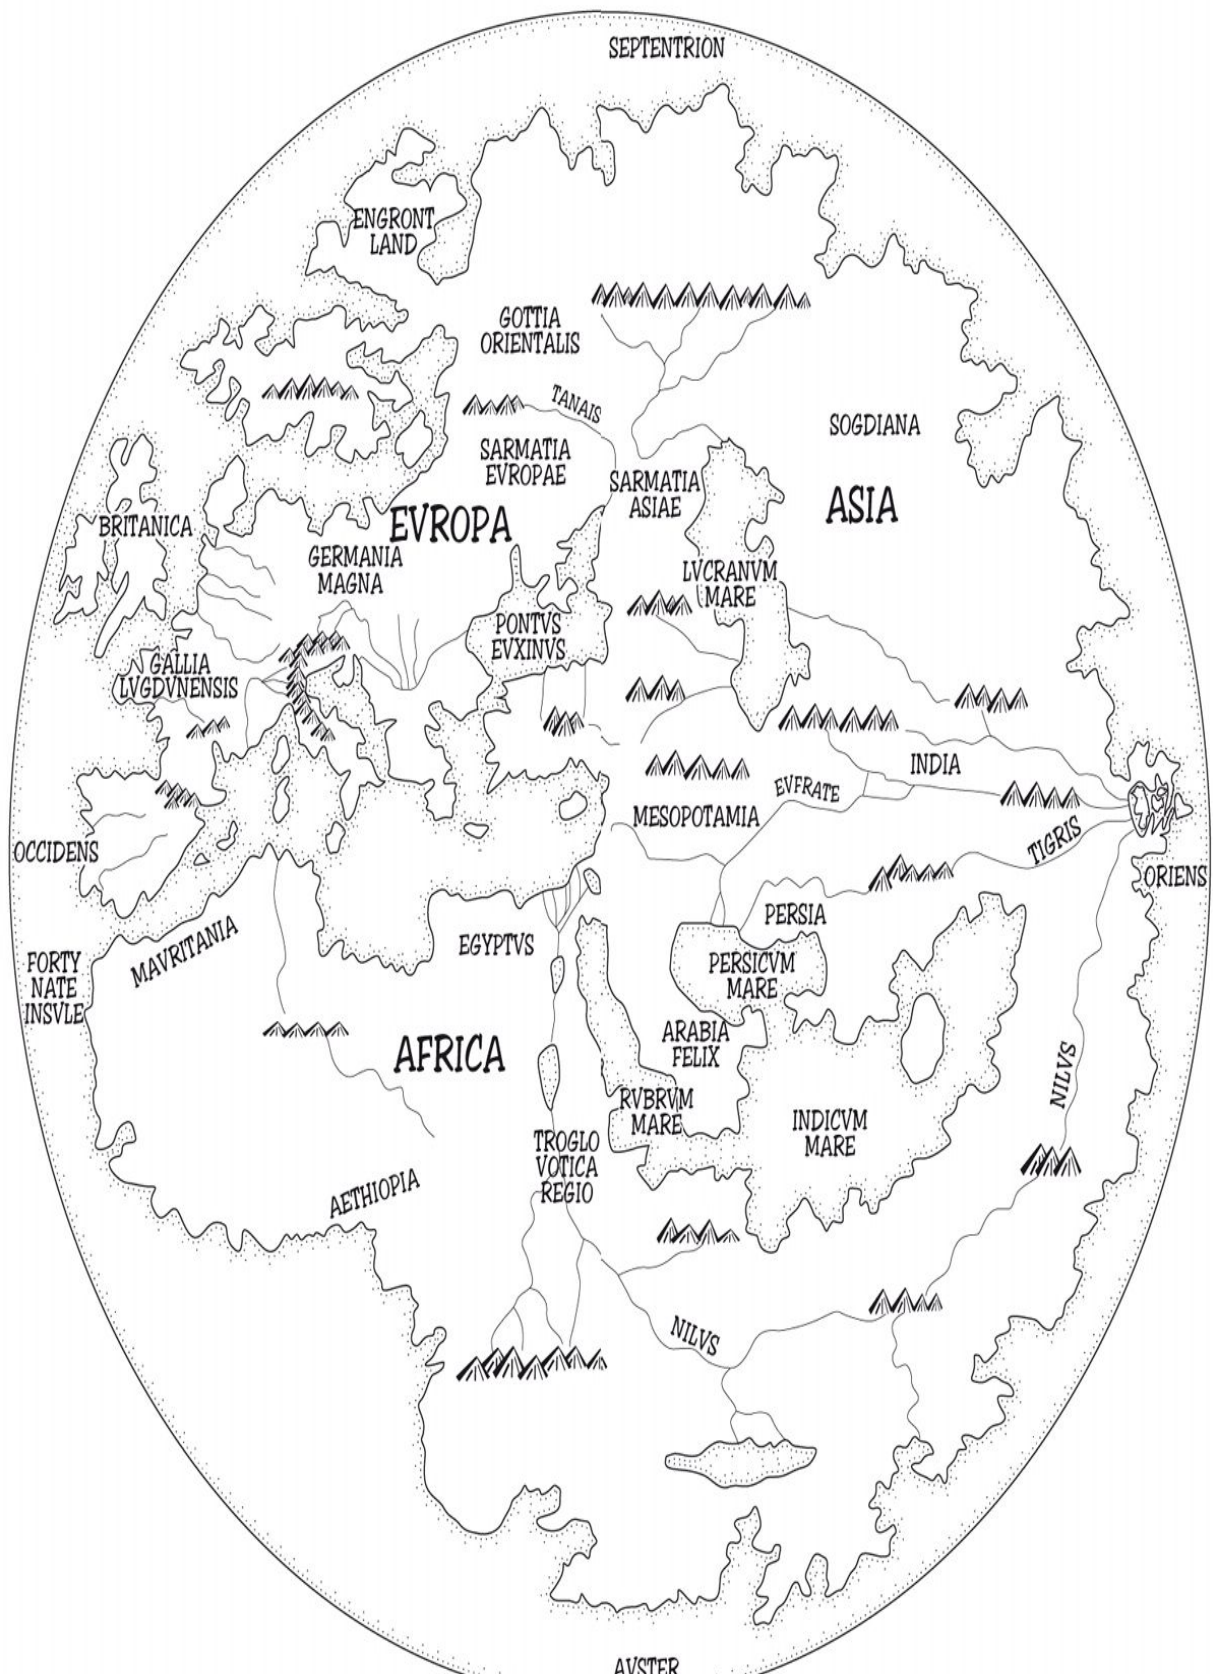 SEPTENTRION
ENGRONT
LAND
GOTTIA
ORIENTALIS
TANAIS
SOGDIANA
SARMATIA
EVROPAE
SARMATIA
ASIAE
ASIA
EVROPA
BRITANICA
GERMANIA
MAGNA
LVCRANVM
MARE
PONTVS
EVXINVS
GALLIA
LVGDVNENSIS
INDIA
EVFRATE
MESOPOTAMIA
TIGRIS
OCCIDENS
ORIENS
PERSIA
MAVRITANIA
EGYPTVS
FORTY
NATE
INSVLE
PERSICVM
MARE
ARABIA
FELIX
AFRICA
NILVS
RVBRVM
MARE
INDICVM
MARE
TROGLO
VOTICA
REGIO
AETHIOPIA
NILVS
AVSTER